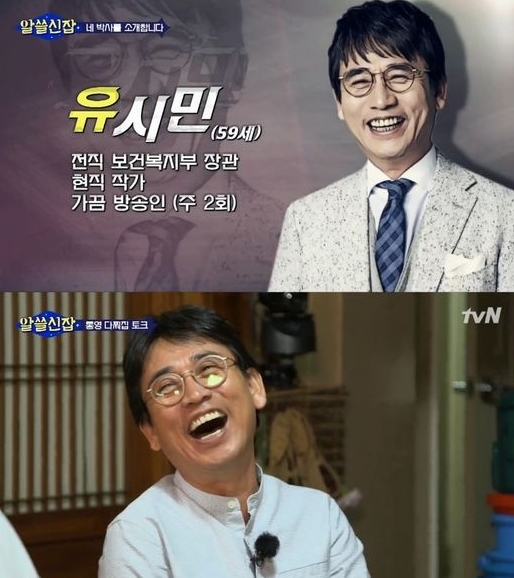 알쓸신잡
네 박사를 소개합니다
유시민
(59세)
전직 보건복지부 장관
현직 작가
가끔 방송인 (주 2회)
알쓸신잡
통영 다찌집 토크
tvN